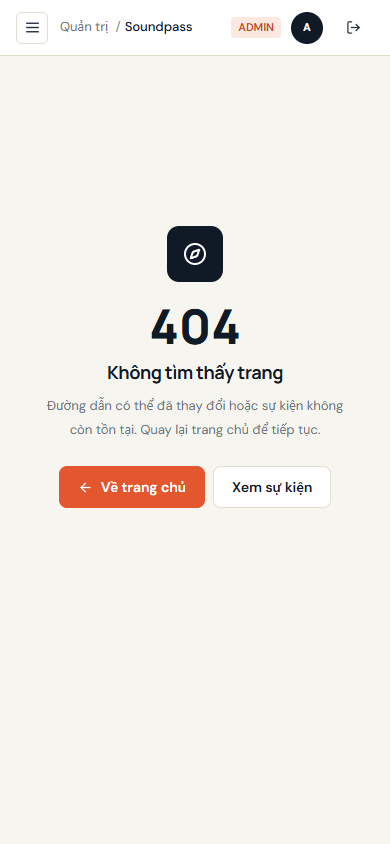 Quản trị / Soundpass
ADMIN
A
404
Không tìm thấy trang
Đường dẫn có thể đã thay đổi hoặc sự kiện không
còn tồn tại. Quay lại trang chủ để tiếp tục.
← Về trang chủ
Xem sự kiện